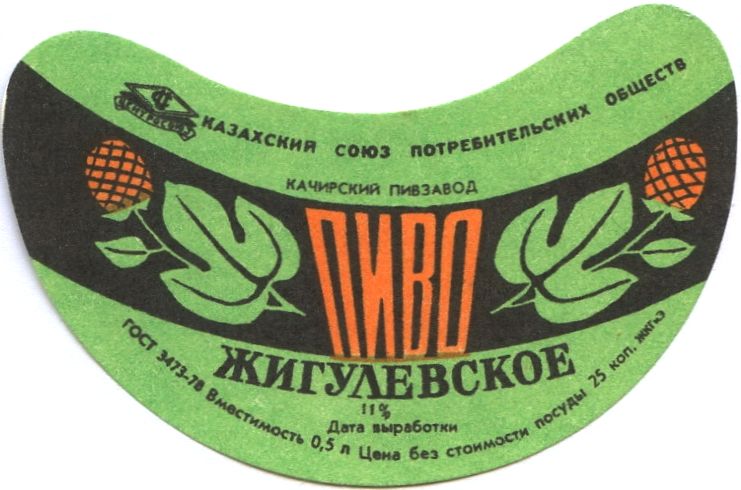 ЦЕНТРОСОЮЗ
КАЗАХСКИЙ СОЮЗ ПОТРЕБИТЕЛЬСКИХ ОБЩЕСТВ
КАЧИРСКИЙ ПИВЗАВОД
ПИВО
ЖИГУЛЕВСКОЕ
11%
Дата выработки
ГОСТ 3473-78 Вместимость 0,5 л Цена без стоимости посуды 25 коп.